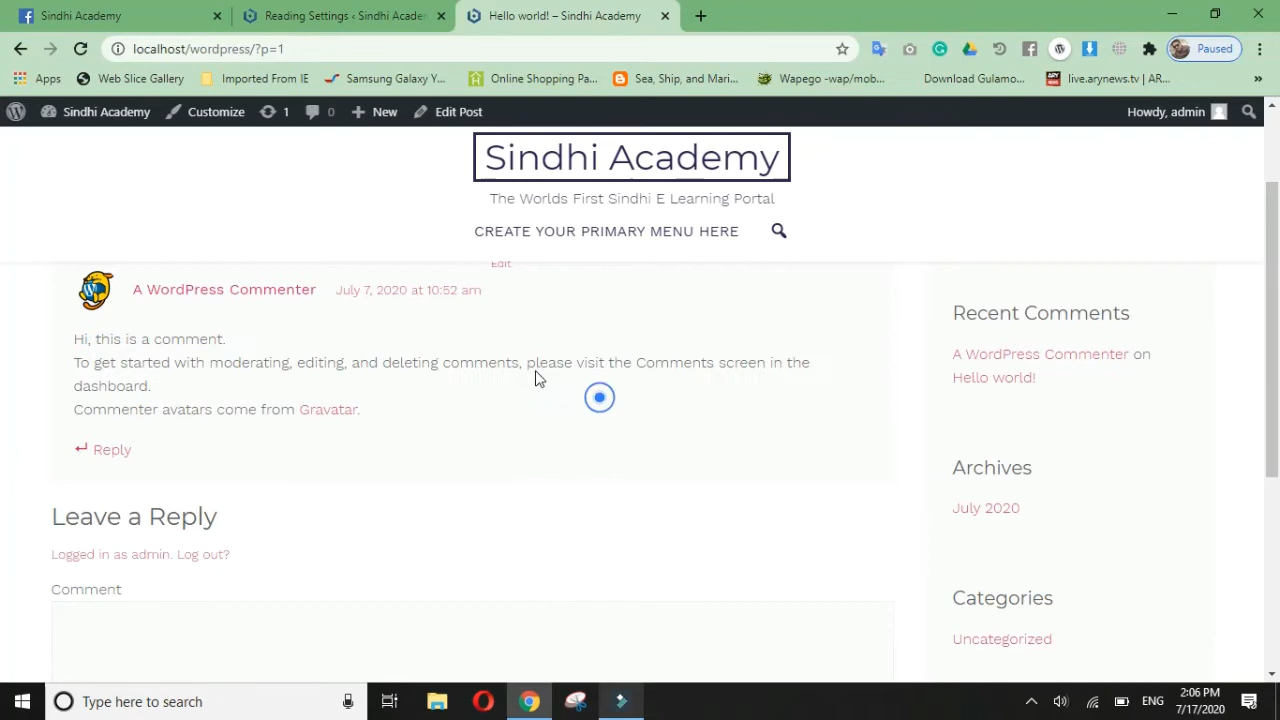 Sindhi Academy
Reading Settings ‹ Sindhi Acade
Hello world! – Sindhi Academy
localhost/wordpress/?p=1
Paused
Apps
Web Slice Gallery
Imported From IE
Samsung Galaxy Y...
Online Shopping Pa...
Sea, Ship, and Mari...
Wapego -wap/mob...
Download Gulamo...
live.arynews.tv | AR...
»
Sindhi Academy
Customize
1
0
New
Edit Post
Howdy, admin
Sindhi Academy
The Worlds First Sindhi E Learning Portal
CREATE YOUR PRIMARY MENU HERE
Edit
A WordPress Commenter
July 7, 2020 at 10:52 am
Hi, this is a comment.
To get started with moderating, editing, and deleting comments, please visit the Comments screen in the
dashboard.
Commenter avatars come from Gravatar.
Reply
Leave a Reply
Logged in as admin. Log out?
Comment
Recent Comments
A WordPress Commenter on
Hello world!
Archives
July 2020
Categories
Uncategorized
Type here to search
ENG
2:06 PM
7/17/2020